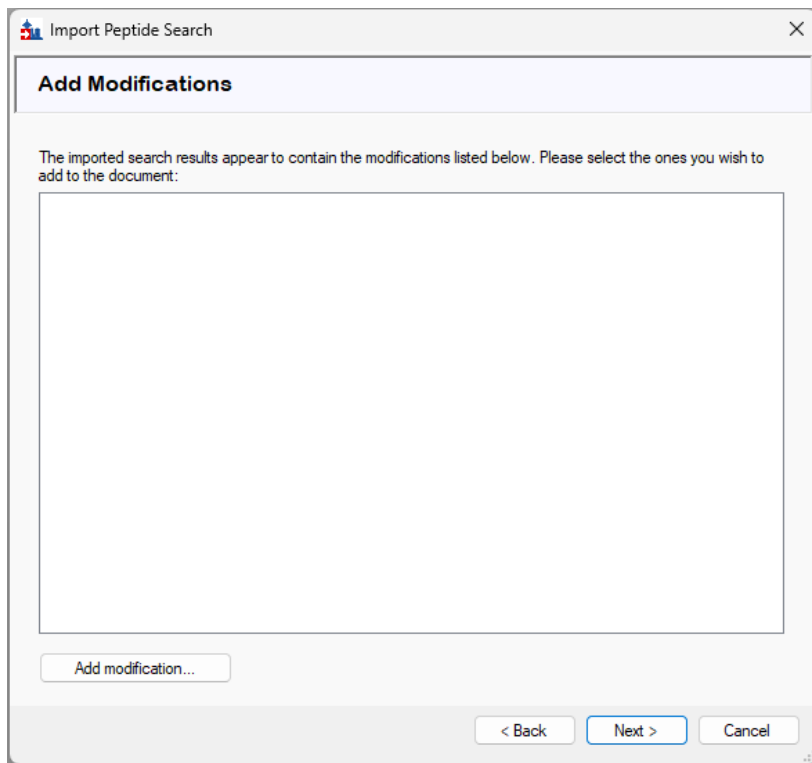 Import Peptide Search
Add Modifications
The imported search results appear to contain the modifications listed below. Please select the ones you wish to
add to the document:
Add modification...
< Back
Next >
Cancel